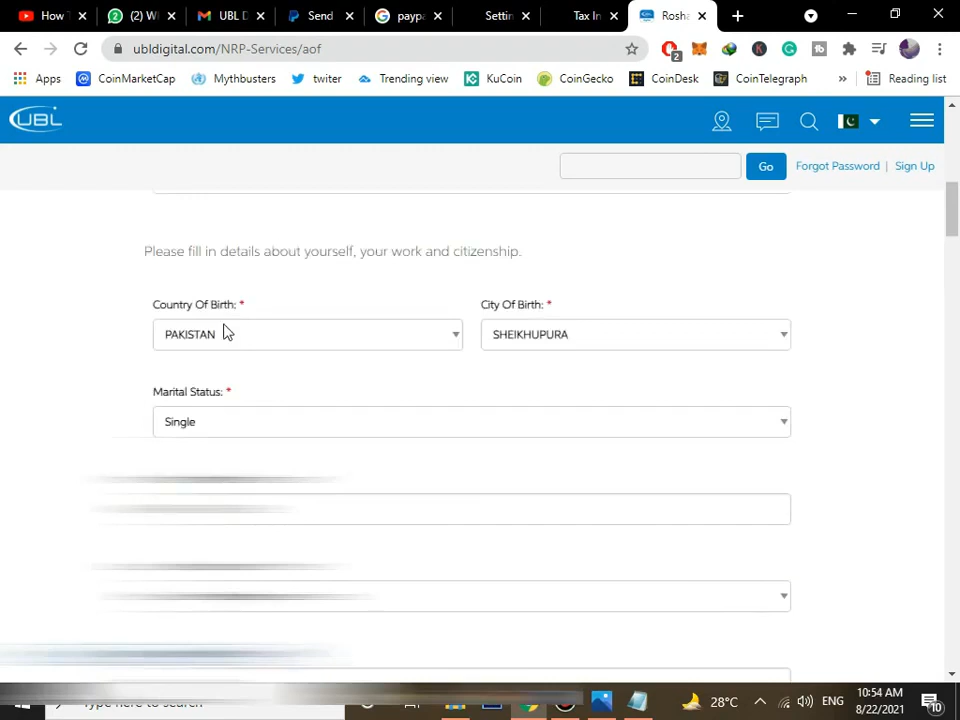 How T
(2) W
UBL D
Send
payp
Settin
Tax In
Rosha
ubldigital.com/NRP-Services/aof
2
Apps
CoinMarketCap
Mythbusters
twiter
Trending view
KuCoin
CoinGecko
CoinDesk
CoinTelegraph
»
Reading list
UBL
Go
Forgot Password | Sign Up
Please fill in details about yourself, your work and citizenship.
Country Of Birth: *
City Of Birth: *
PAKISTAN
SHEIKHUPURA
Marital Status: *
Single
Type here to search
28°C
ENG
10:54 AM
8/22/2021
10